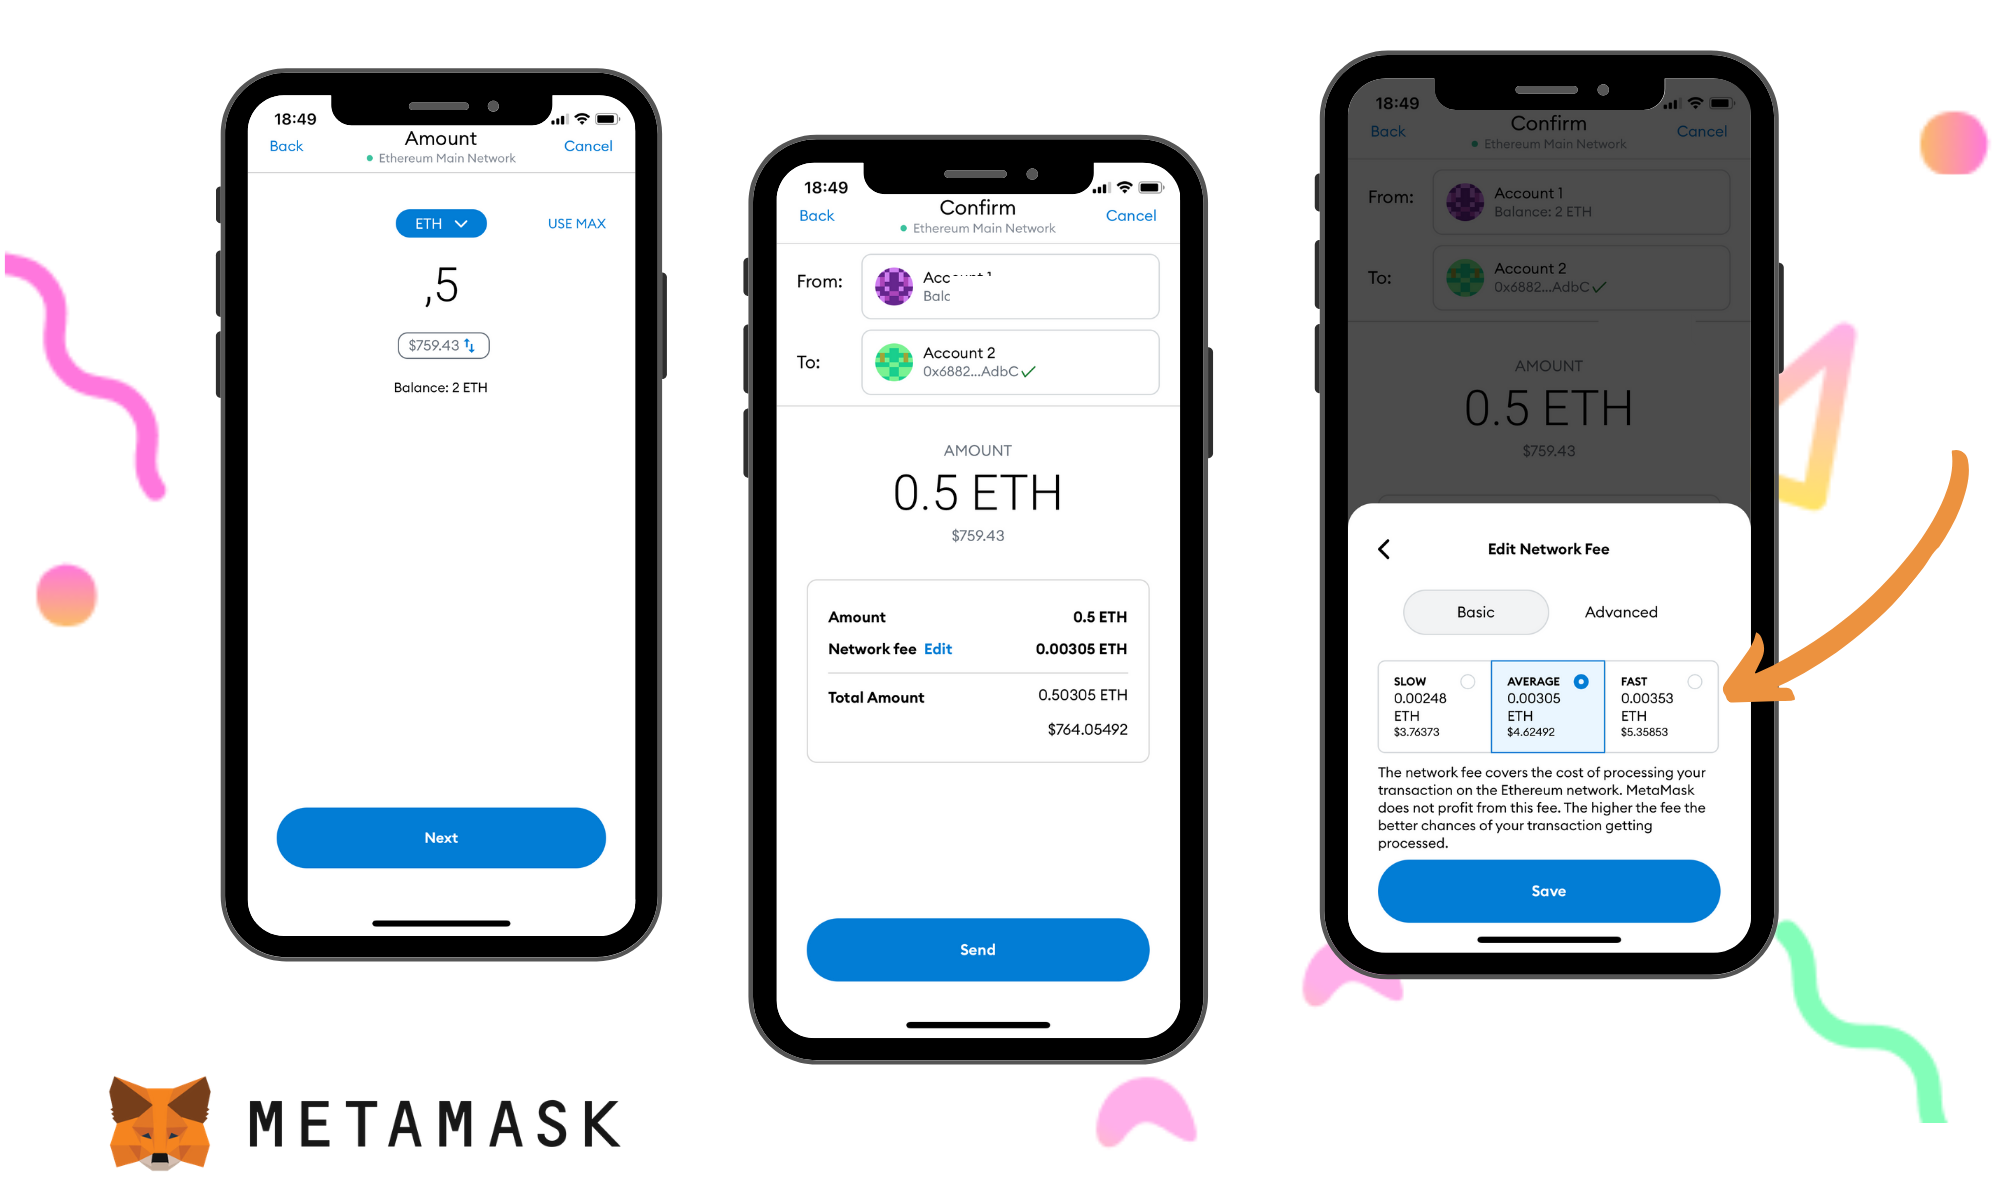 18:49
Amount
Back
Ethereum Main Network
Cancel
ETH
USE MAX
,5
$759.43
Balance: 2 ETH
Next
18:49
Confirm
Back
Ethereum Main Network
Cancel
From:
Account 1
To:
Account 2
0x6882...AdbC
AMOUNT
0.5 ETH
$759.43
Amount 0.5 ETH
Network fee Edit 0.00305 ETH
Total Amount 0.50305 ETH
$764.05492
Send
18:49
Confirm
Back
Ethereum Main Network
Cancel
From:
Account 1
Balance: 2 ETH
To:
Account 2
0x6882...AdbC
AMOUNT
0.5 ETH
$759.43
Edit Network Fee
Basic Advanced
SLOW
0.00248
ETH
$3.76373
AVERAGE
0.00305
ETH
$4.62492
FAST
0.00353
ETH
$5.35853
The network fee covers the cost of processing your
transaction on the Ethereum network. MetaMask
does not profit from this fee. The higher the fee the
better chances of your transaction getting
processed.
Save
METAMASK